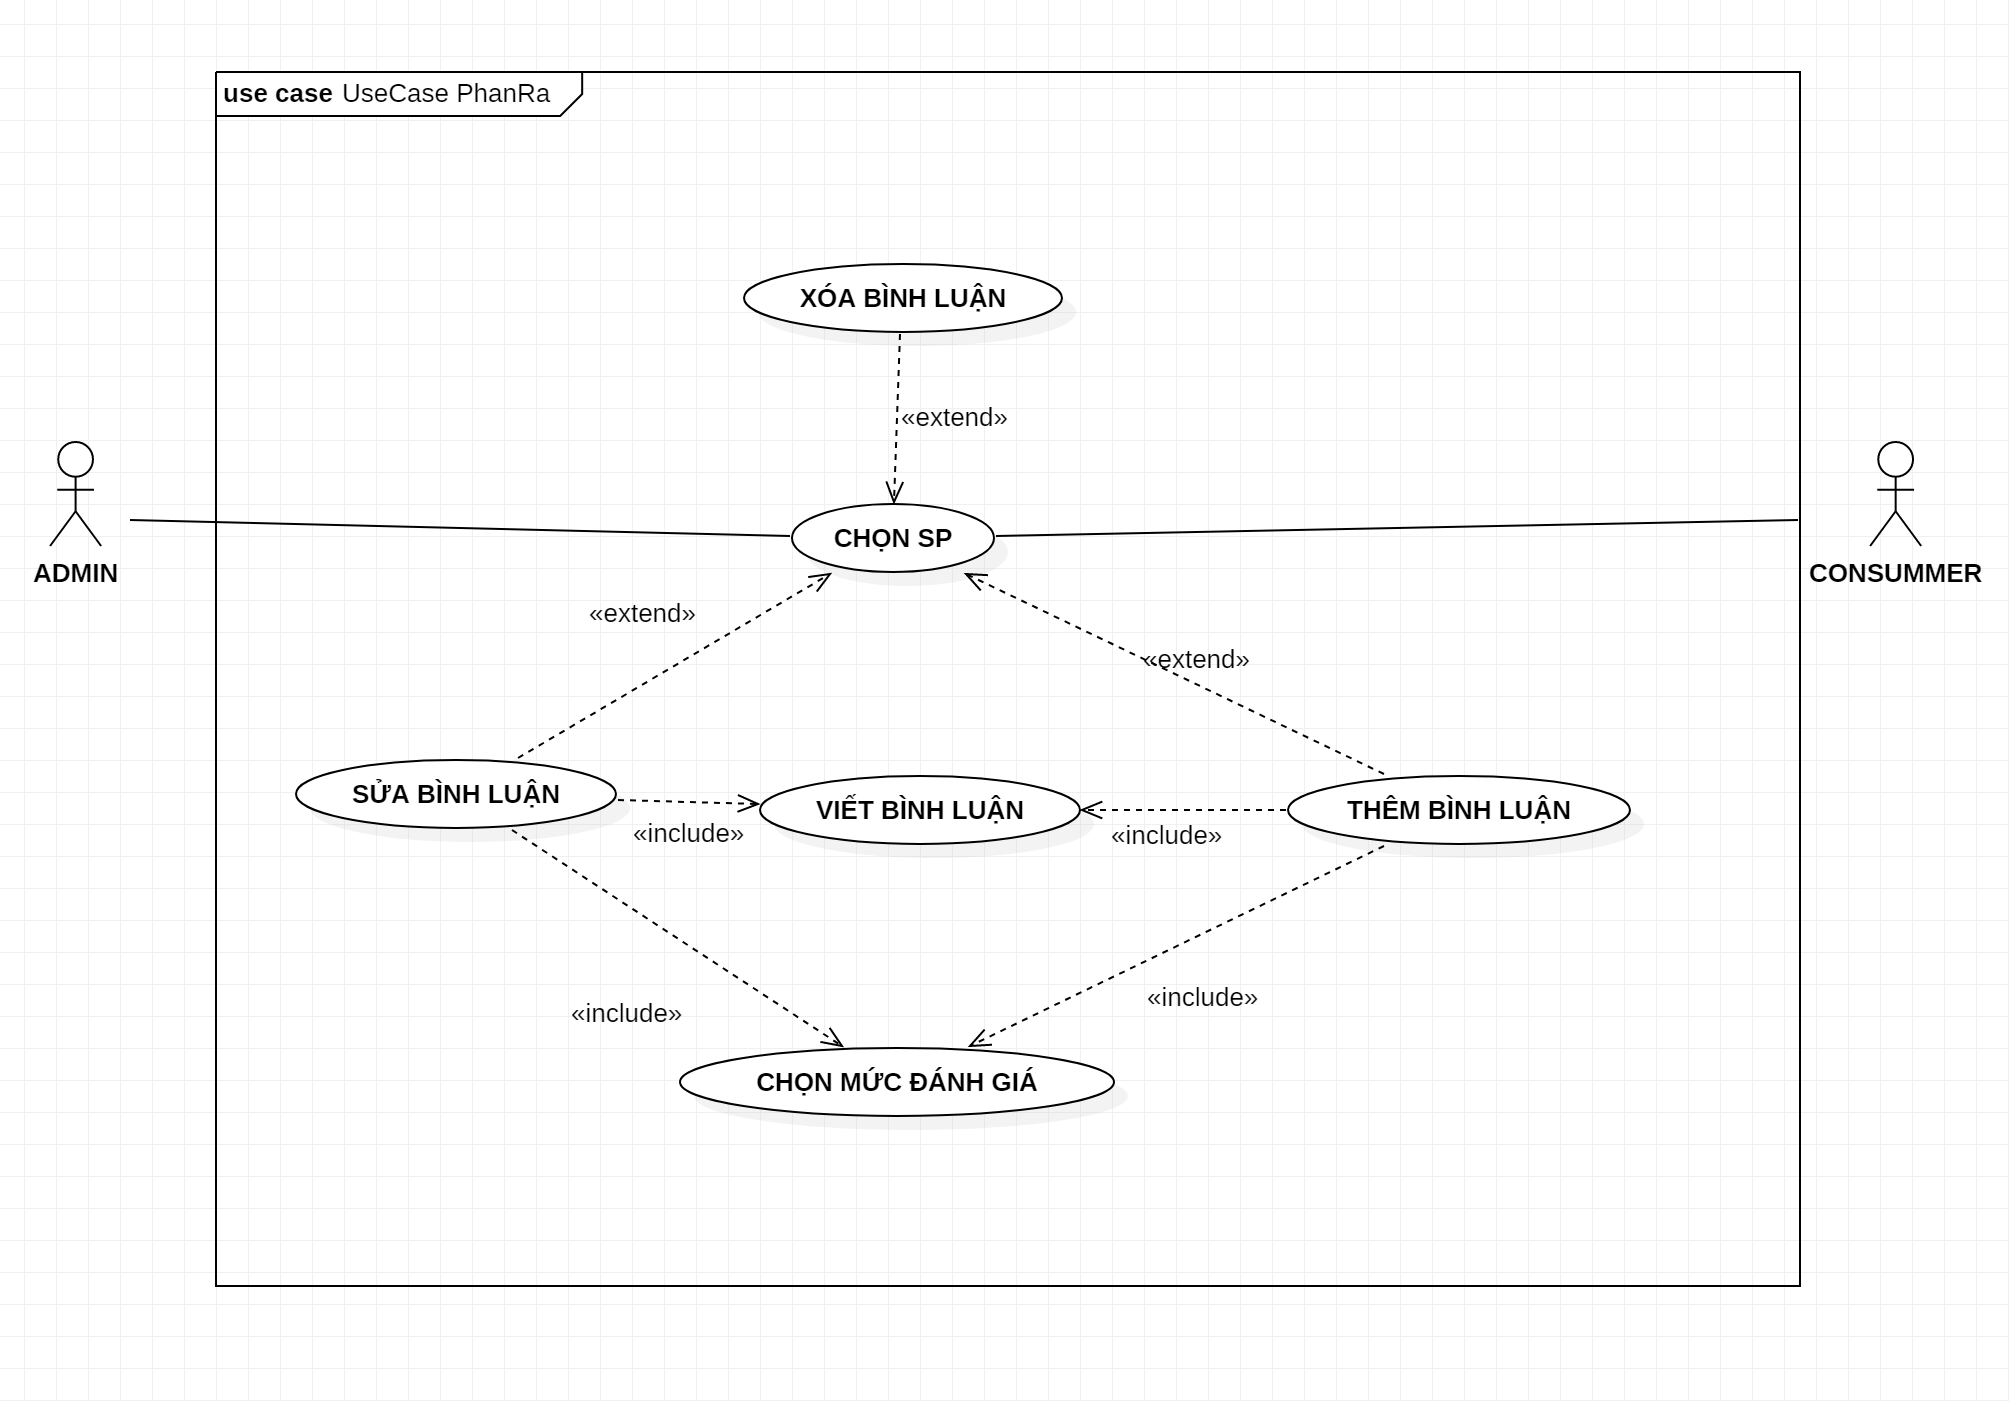 use case UseCase PhanRa
XÓA BÌNH LUẬN
«extend»
CHỌN SP
ADMIN
CONSUMMER
«extend»
«extend»
SỬA BÌNH LUẬN
VIẾT BÌNH LUẬN
THÊM BÌNH LUẬN
«include»
«include»
«include»
«include»
CHỌN MỨC ĐÁNH GIÁ